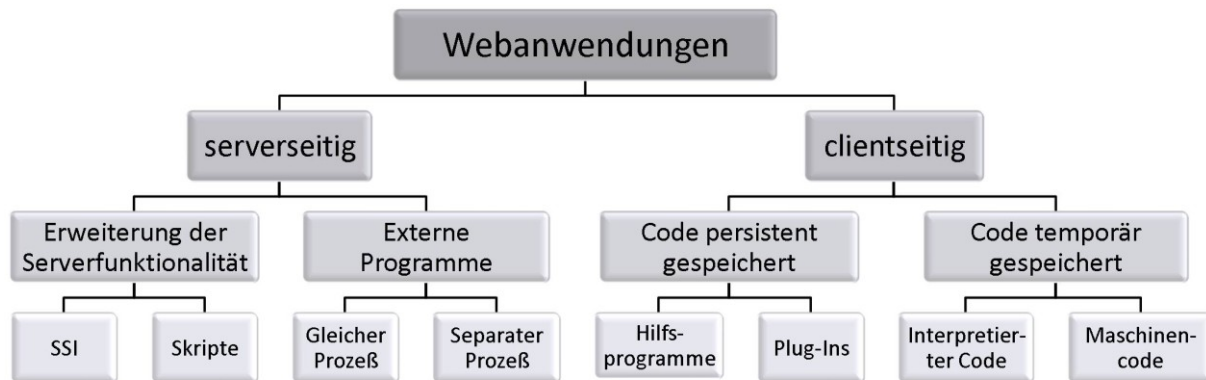 Webanwendungen
serverseitig
clientseitig
Erweiterung der
Serverfunktionalität
Externe
Programme
Code persistent
gespeichert
Code temporär
gespeichert
SSI
Skripte
Gleicher
Prozeß
Separater
Prozeß
Hilfs-
programme
Plug-Ins
Interpretier-
ter Code
Maschinen-
code